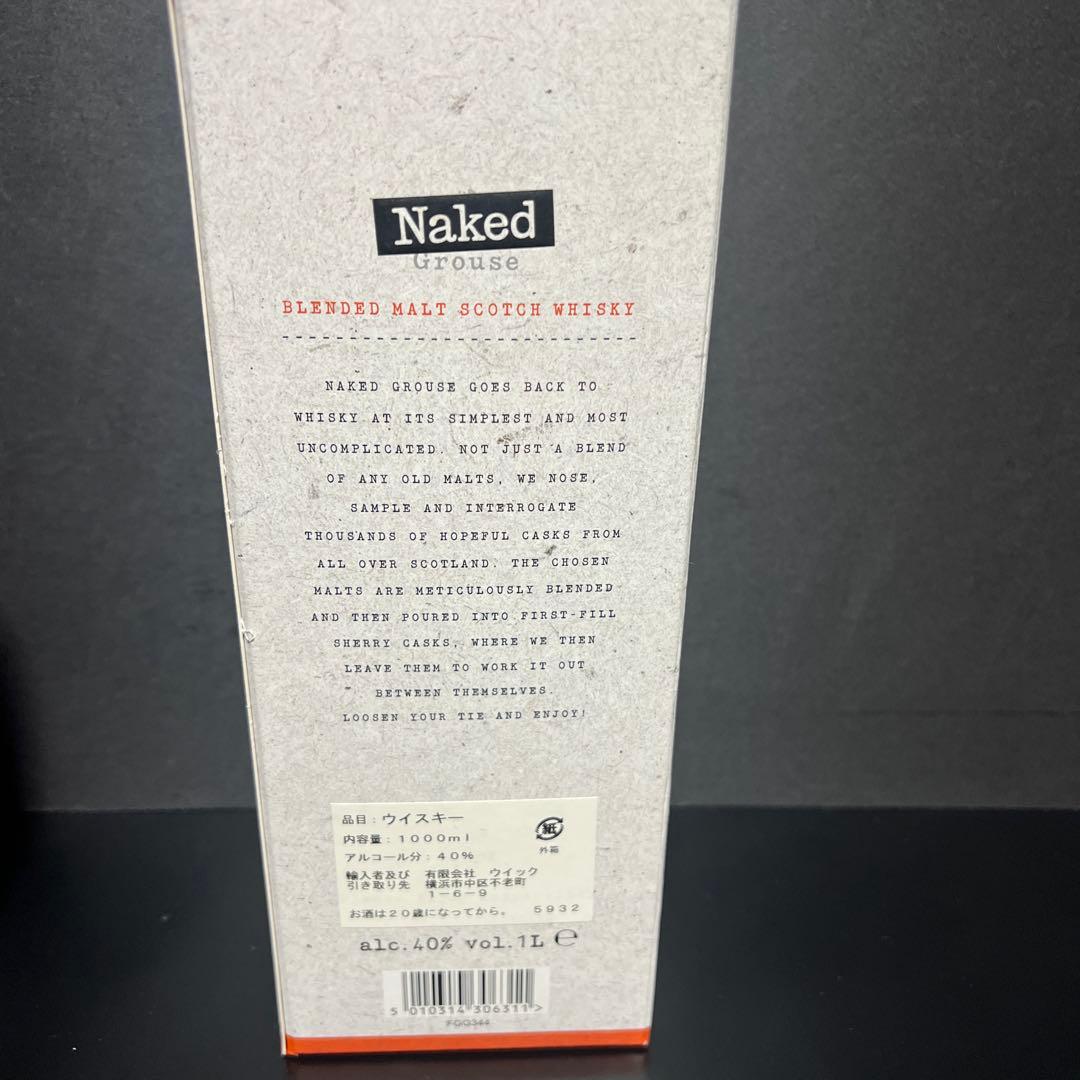 Naked
Grouse
BLENDED MALT SCOTCH WHISKY
NAKED GROUSE GOES BACK TO
WHISKY AT ITS SIMPLEST AND MOST
UNCOMPLICATED. NOT JUST A BLEND
OF ANY OLD MALTS, WE NOSE,
SAMPLE AND INTERROGATE
THOUSANDS OF HOPEFUL CASKS FROM
ALL OVER SCOTLAND. THE CHOSEN
MALTS ARE METICULOUSLY BLENDED
AND THEN POURED INTO FIRST-FILL
SHERRY CASKS, WHERE WE THEN
LEAVE THEM TO WORK IT OUT
BETWEEN THEMSELVES.
LOOSEN YOUR TIE AND ENJOY!
品目：ウイスキー
内容量：1000ml
アルコール分：40%
紙
外箱
輸入者及び 有限会社 ウイック
引き取り先 横浜市中区不老町
1-6-9
お酒は20歳になってから。 5932
alc.40% vol.1L ℮
5 010314 306311 >
FGG344